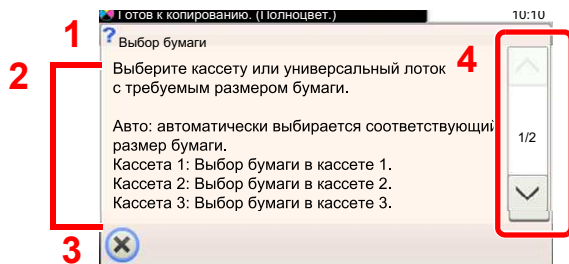 Готов к копированию. (Полноцвет.) 10:10
1
? Выбор бумаги
2
4
Выберите кассету или универсальный лоток
с требуемым размером бумаги.
Авто: автоматически выбирается соответствующий
размер бумаги.
1/2
Кассета 1: Выбор бумаги в кассете 1.
Кассета 2: Выбор бумаги в кассете 2.
Кассета 3: Выбор бумаги в кассете 3.
3